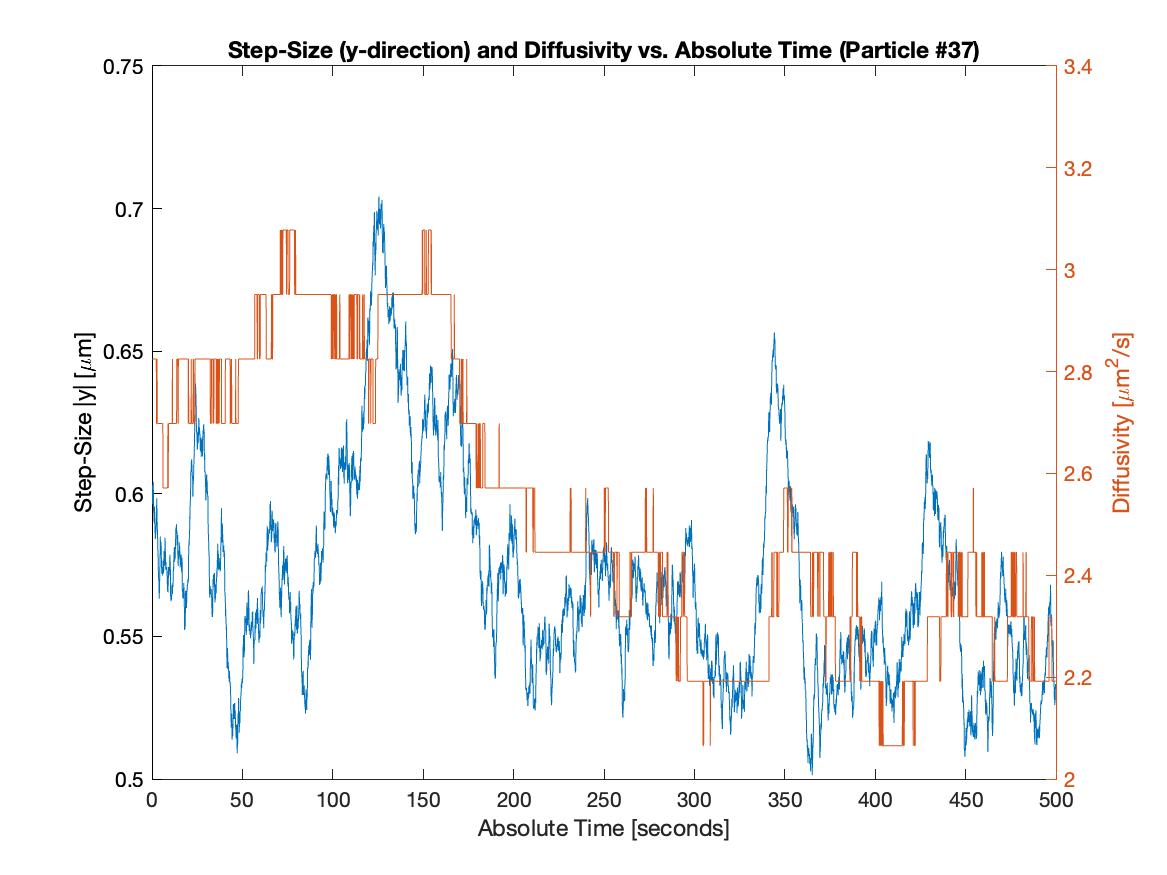 Step-Size (y-direction) and Diffusivity vs. Absolute Time (Particle #37)
0.75
0.7
0.65
0.6
0.55
0.5
Step-Size |y| [μm]
3.4
3.2
3
2.8
2.6
2.4
2.2
2
Diffusivity [μm²/s]
0 50 100 150 200 250 300 350 400 450 500
Absolute Time [seconds]